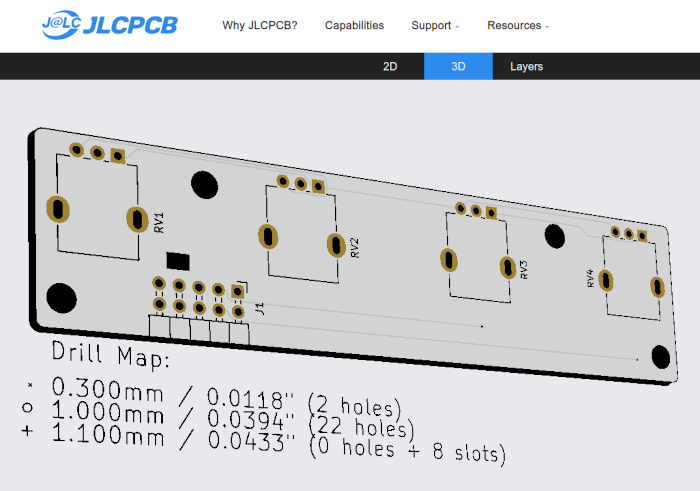 J@LC JLCPCB Why JLCPCB? Capabilities Support - Resources -
2D 3D Layers
RV1
RV2
RV3
RV4
J1
Drill Map:
× 0.300mm / 0.0118" (2 holes)
○ 1.000mm / 0.0394" (22 holes)
+ 1.100mm / 0.0433" (0 holes + 8 slots)